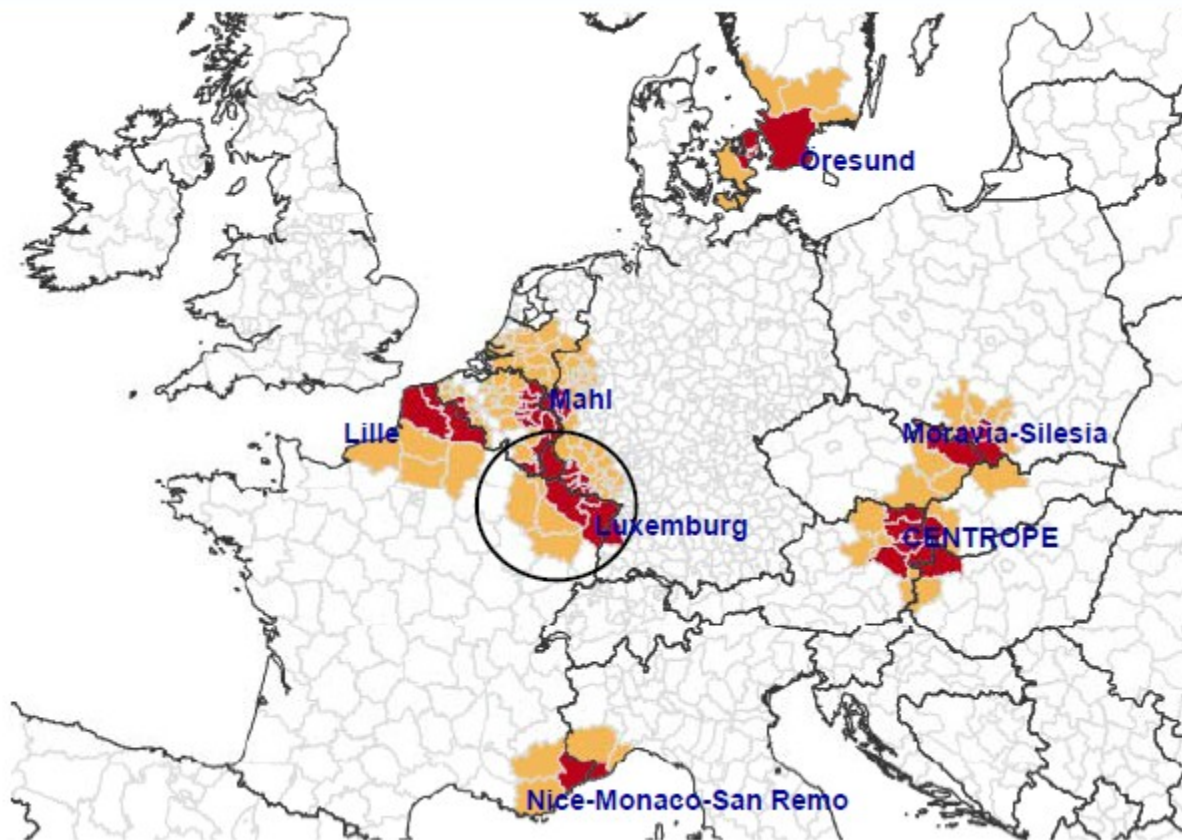 Öresund
Mahl
Lille
Moravia-Silesia
Luxemburg
CENTROPE
Nice-Monaco-San Remo